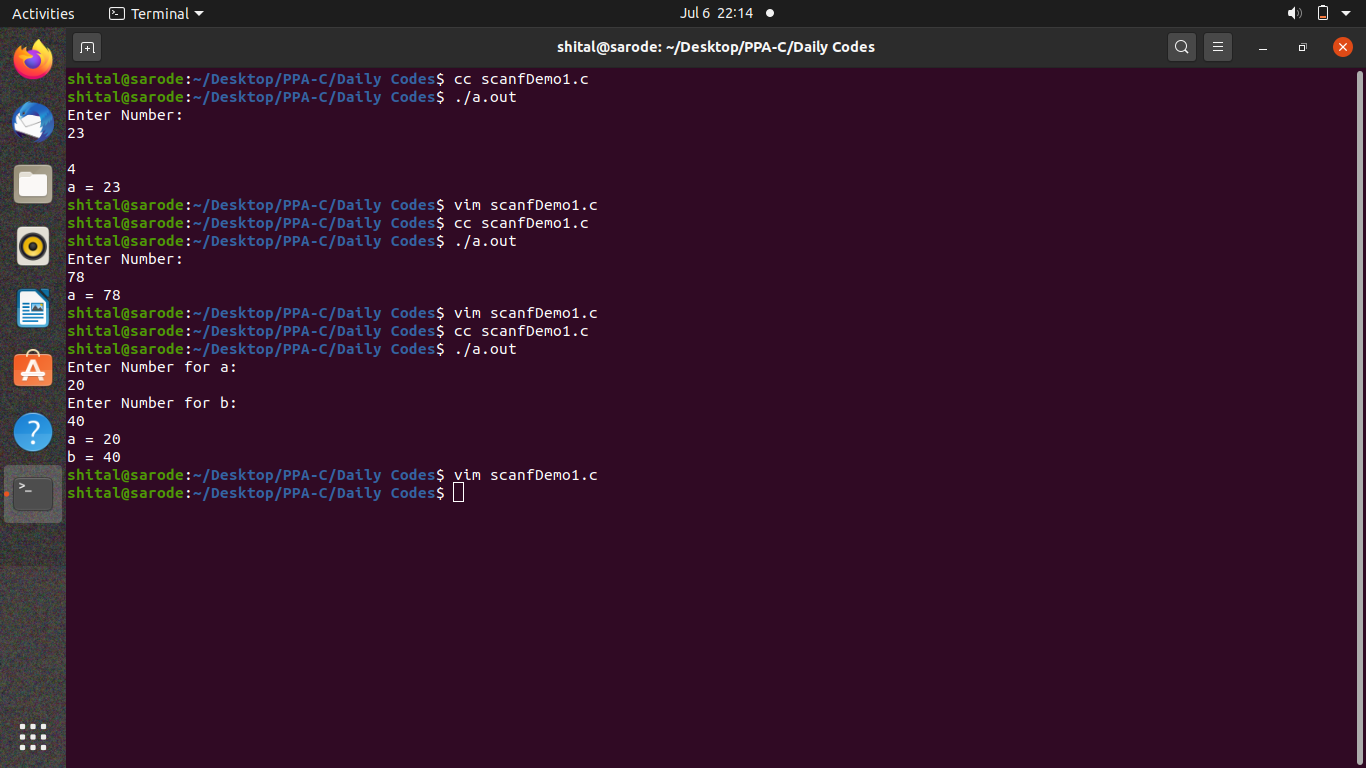 Activities Terminal Jul 6 22:14
shital@sarode: ~/Desktop/PPA-C/Daily Codes
shital@sarode:~/Desktop/PPA-C/Daily Codes$ cc scanfDemo1.c
shital@sarode:~/Desktop/PPA-C/Daily Codes$ ./a.out
Enter Number:
23
4
a = 23
shital@sarode:~/Desktop/PPA-C/Daily Codes$ vim scanfDemo1.c
shital@sarode:~/Desktop/PPA-C/Daily Codes$ cc scanfDemo1.c
shital@sarode:~/Desktop/PPA-C/Daily Codes$ ./a.out
Enter Number:
78
a = 78
shital@sarode:~/Desktop/PPA-C/Daily Codes$ vim scanfDemo1.c
shital@sarode:~/Desktop/PPA-C/Daily Codes$ cc scanfDemo1.c
shital@sarode:~/Desktop/PPA-C/Daily Codes$ ./a.out
Enter Number for a:
20
Enter Number for b:
40
a = 20
b = 40
shital@sarode:~/Desktop/PPA-C/Daily Codes$ vim scanfDemo1.c
shital@sarode:~/Desktop/PPA-C/Daily Codes$